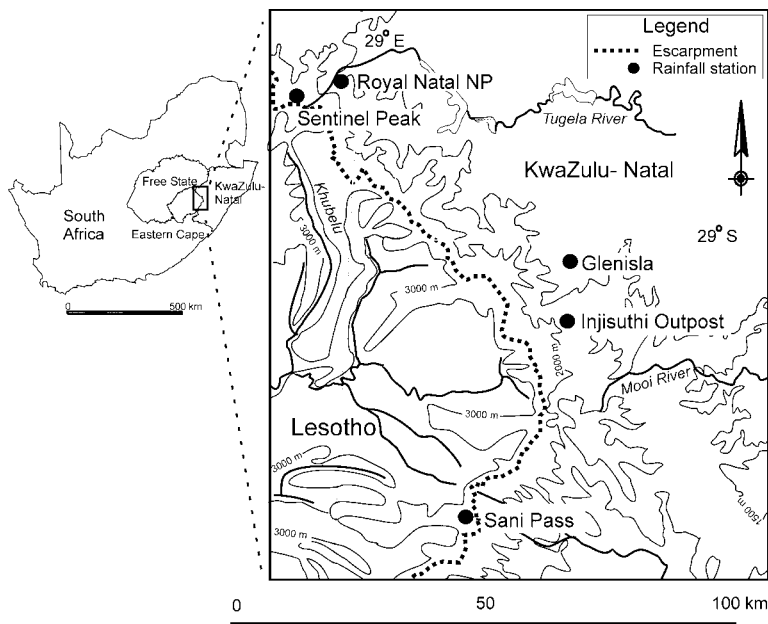 Legend
Escarpment
Rainfall station
29° E
Royal Natal NP
Sentinel Peak
Tugela River
KwaZulu- Natal
Free State
KwaZulu-
Natal
South
Africa
Eastern Cape
0
500 km
Khubelu
3000 m
29° S
Glenisla
3000 m
Injisuthi Outpost
2000 m
Mooi River
3000 m
Lesotho
3000 m
1500 m
Sani Pass
3000 m
0
50
100 km